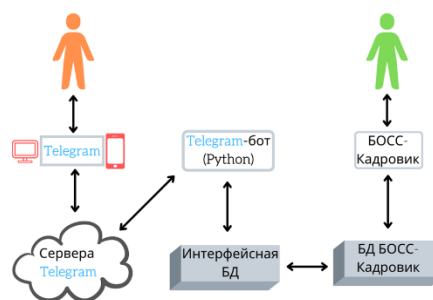 Telegram
Telegram-бот
(Python)
БОСС-
Кадровик
Сервера
Telegram
Интерфейсная
БД
БД БОСС-
Кадровик